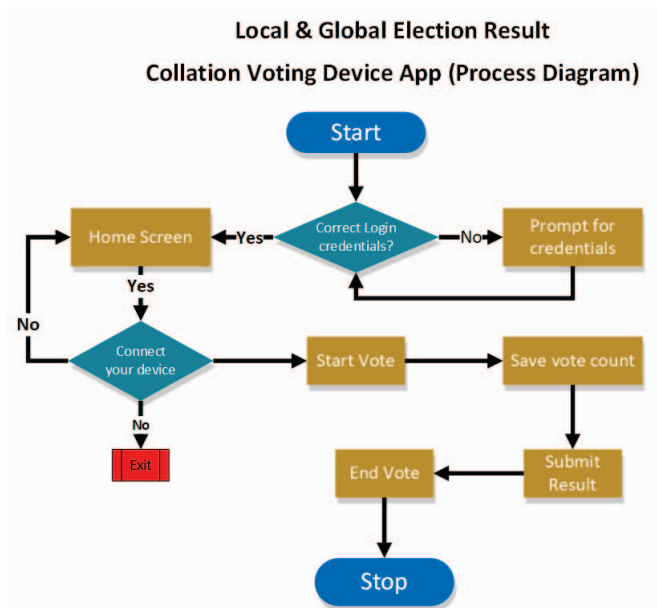 Local & Global Election Result
Collation Voting Device App (Process Diagram)
Start
Correct Login
credentials?
Yes
Home Screen
No
Prompt for
credentials
Yes
No
Connect
your device
Start Vote
Save vote count
No
Exit
End Vote
Submit
Result
Stop